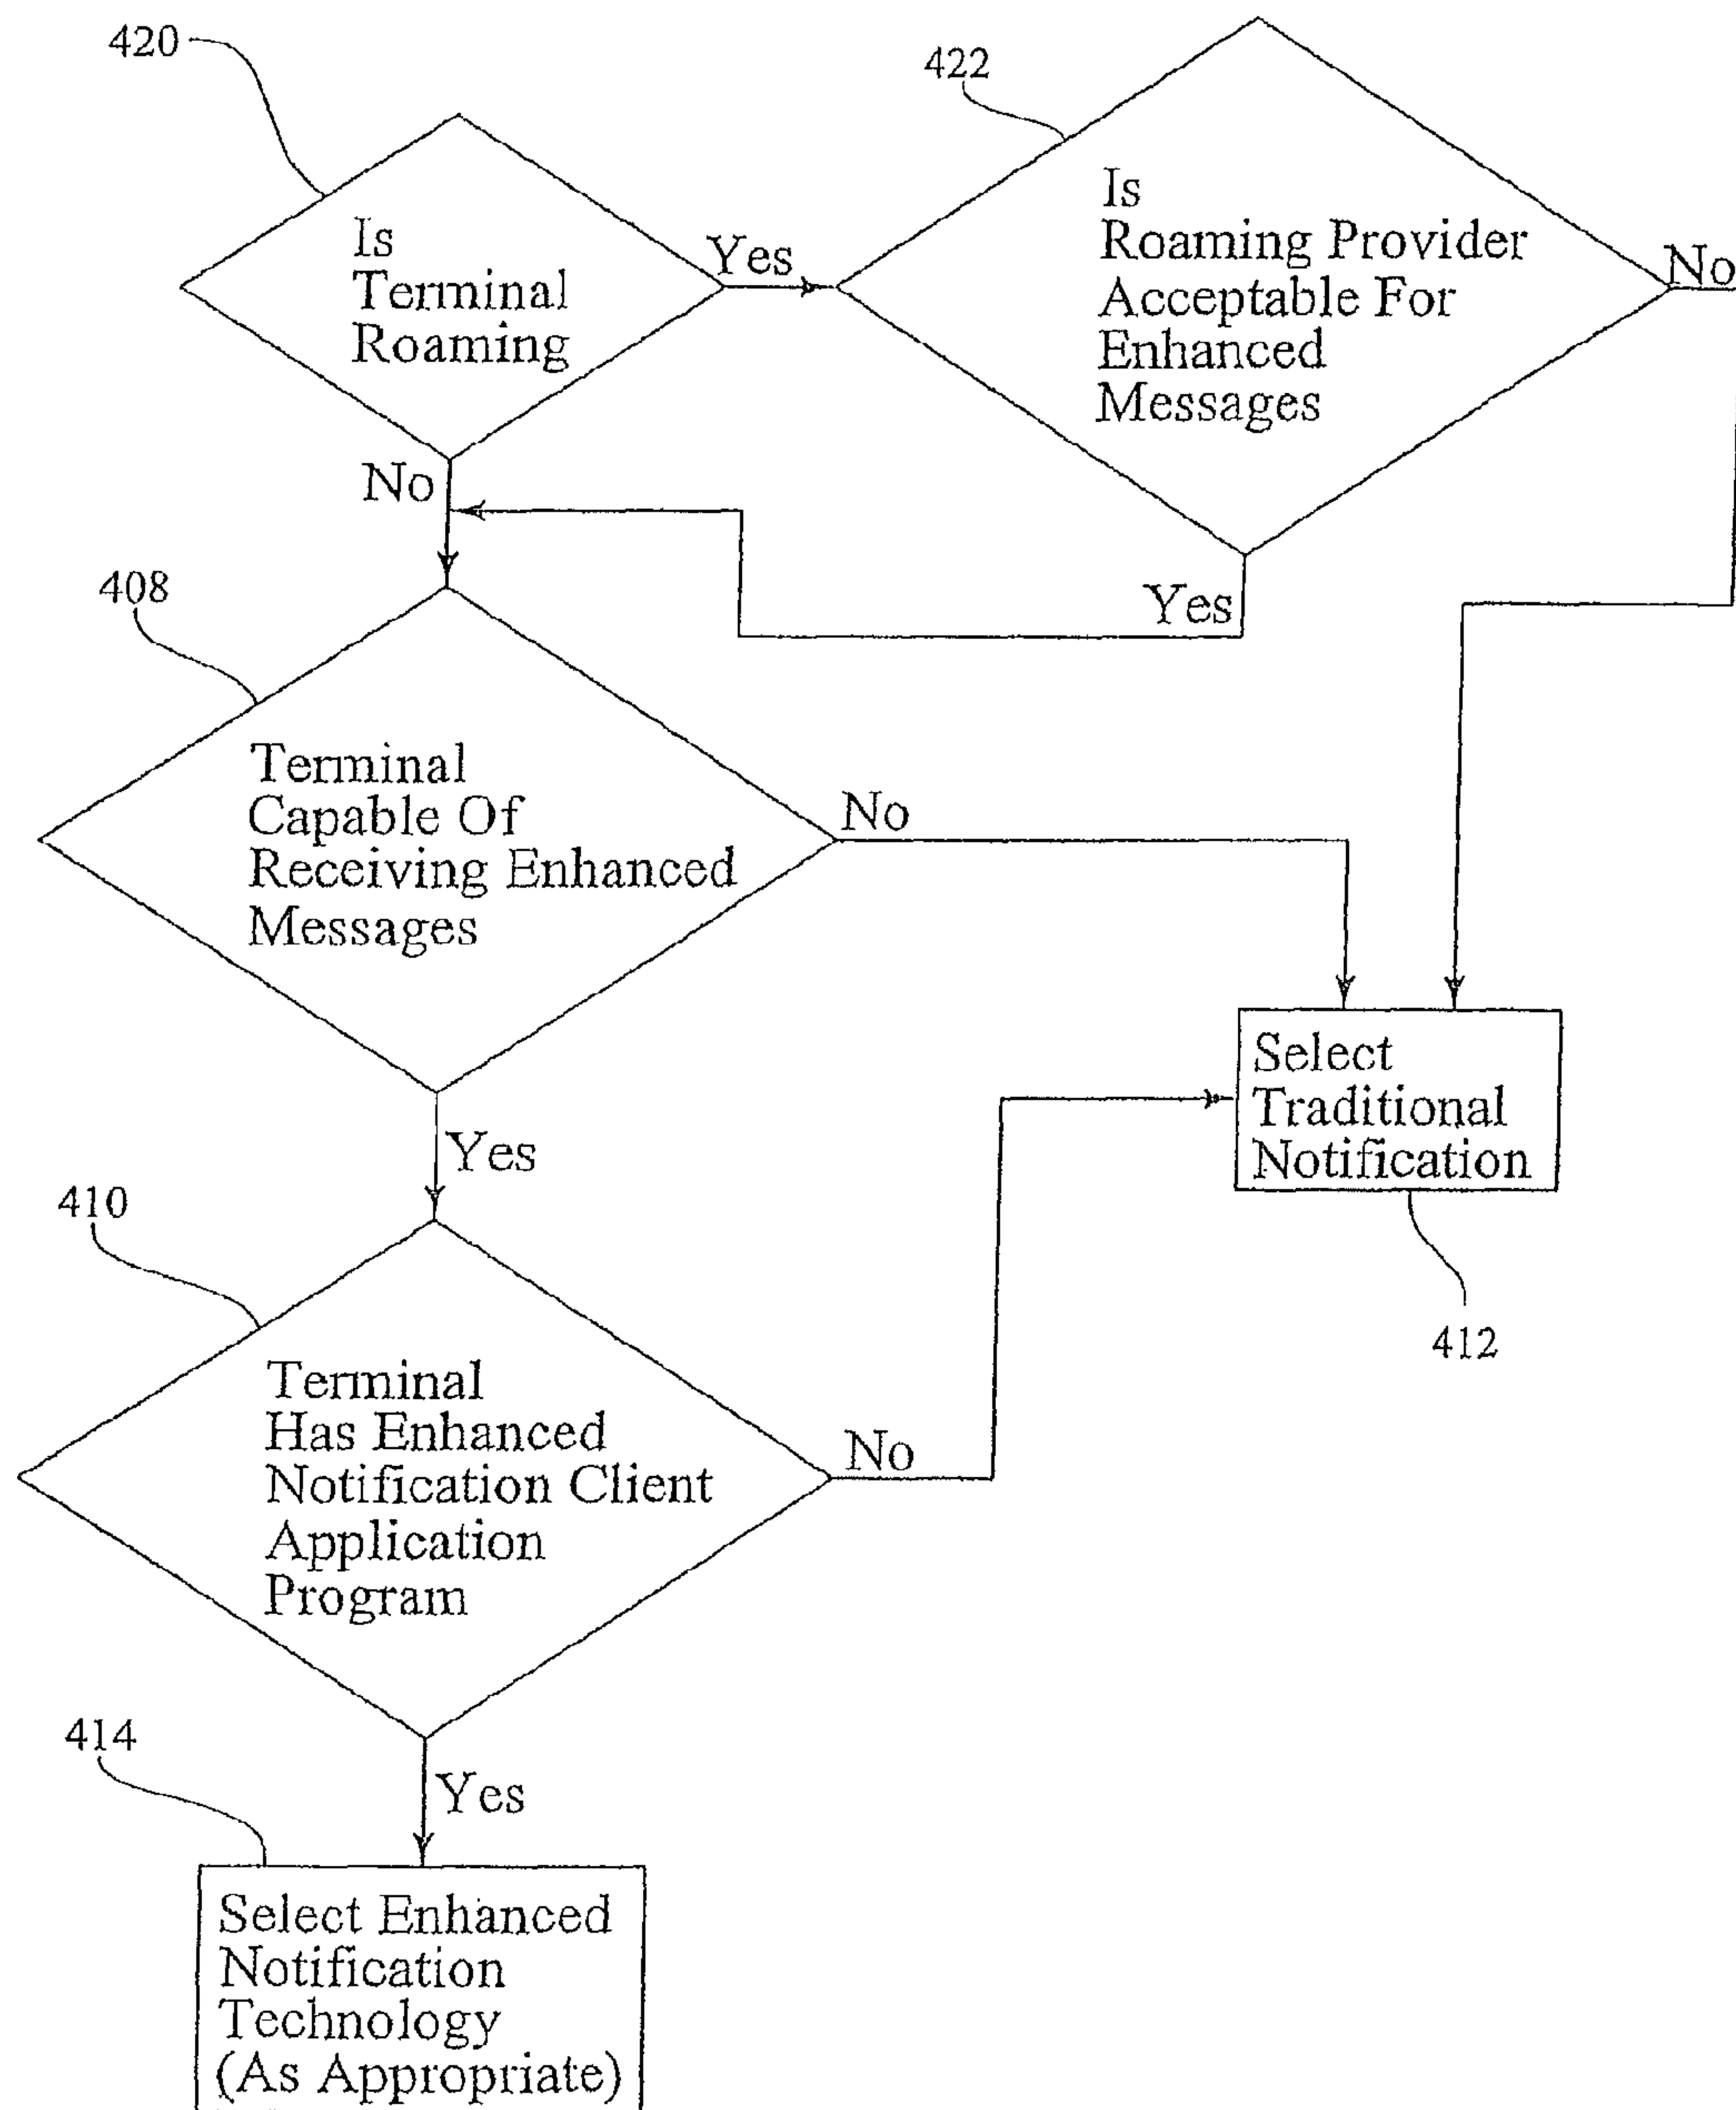 420
Is
Terminal
Roaming
Yes
422
Is
Roaming Provider
Acceptable For
Enhanced
Messages
No
No
Yes
408
Terminal
Capable Of
Receiving Enhanced
Messages
No
Yes
Select
Traditional
Notification
412
410
Terminal
Has Enhanced
Notification Client
Application
Program
No
Yes
414
Select Enhanced
Notification
Technology
(As Appropriate)